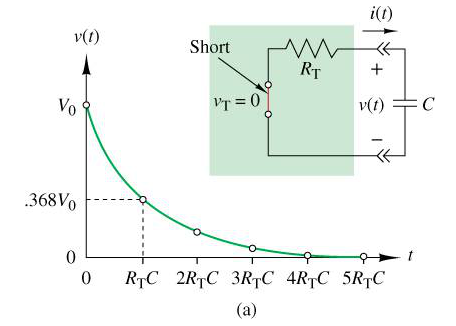 i(t)
v(t)
Short
R_T
+
V_0
v_T = 0
v(t)
C
−
.368V_0
0
t
0 R_TC 2R_TC 3R_TC 4R_TC 5R_TC
(a)